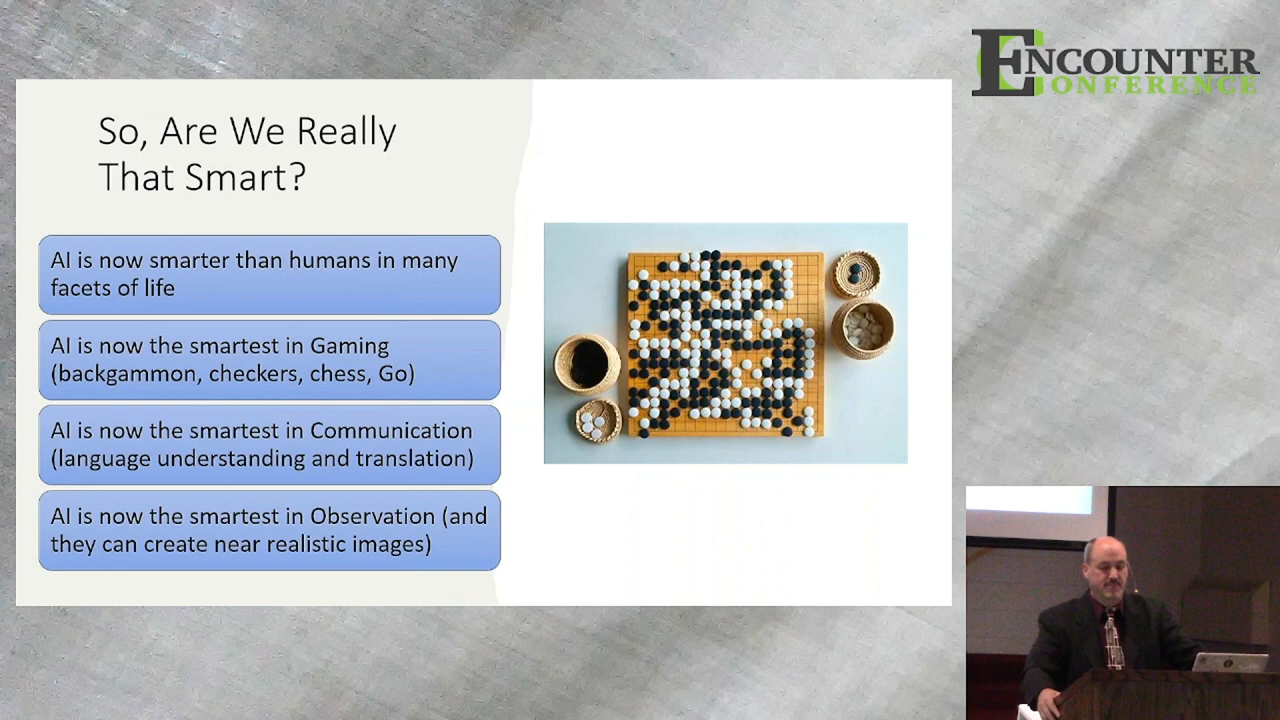 ENCOUNTER
CONFERENCE
So, Are We Really
That Smart?
AI is now smarter than humans in many
facets of life
AI is now the smartest in Gaming
(backgammon, checkers, chess, Go)
AI is now the smartest in Communication
(language understanding and translation)
AI is now the smartest in Observation (and
they can create near realistic images)